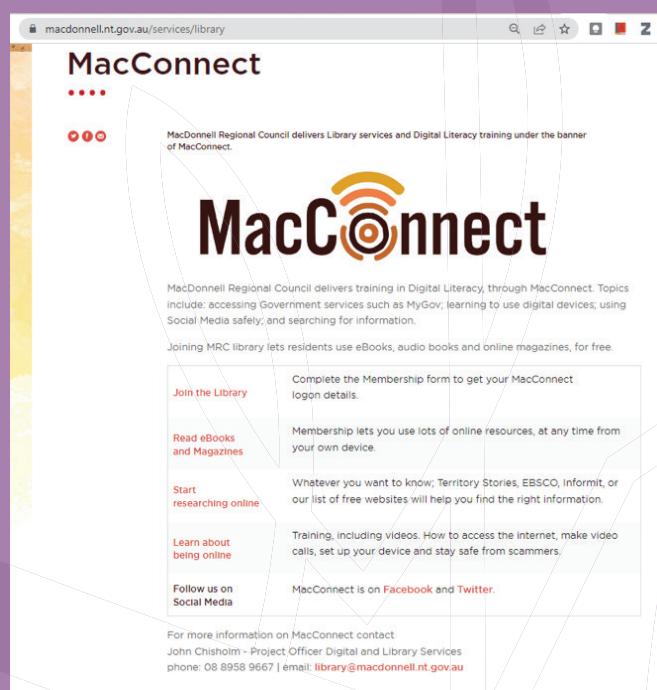 macdonnell.nt.gov.au/services/library
MacConnect
MacDonnell Regional Council delivers Library services and Digital Literacy training under the banner
of MacConnect.
MacConnect
MacDonnell Regional Council delivers training in Digital Literacy, through MacConnect. Topics
include: accessing Government services such as MyGov; learning to use digital devices; using
Social Media safely; and searching for information.
Joining MRC library lets residents use eBooks, audio books and online magazines, for free.
Join the Library
Complete the Membership form to get your MacConnect
logon details.
Read eBooks
and Magazines
Membership lets you use lots of online resources, at any time from
your own device.
Start
researching online
Whatever you want to know; Territory Stories, EBSCO, Informit, or
our list of free websites will help you find the right information.
Learn about
being online
Training, including videos. How to access the internet, make video
calls, set up your device and stay safe from scammers.
Follow us on
Social Media
MacConnect is on Facebook and Twitter.
For more information on MacConnect contact
John Chisholm - Project Officer Digital and Library Services
phone: 08 8958 9667 | email: library@macdonnell.nt.gov.au